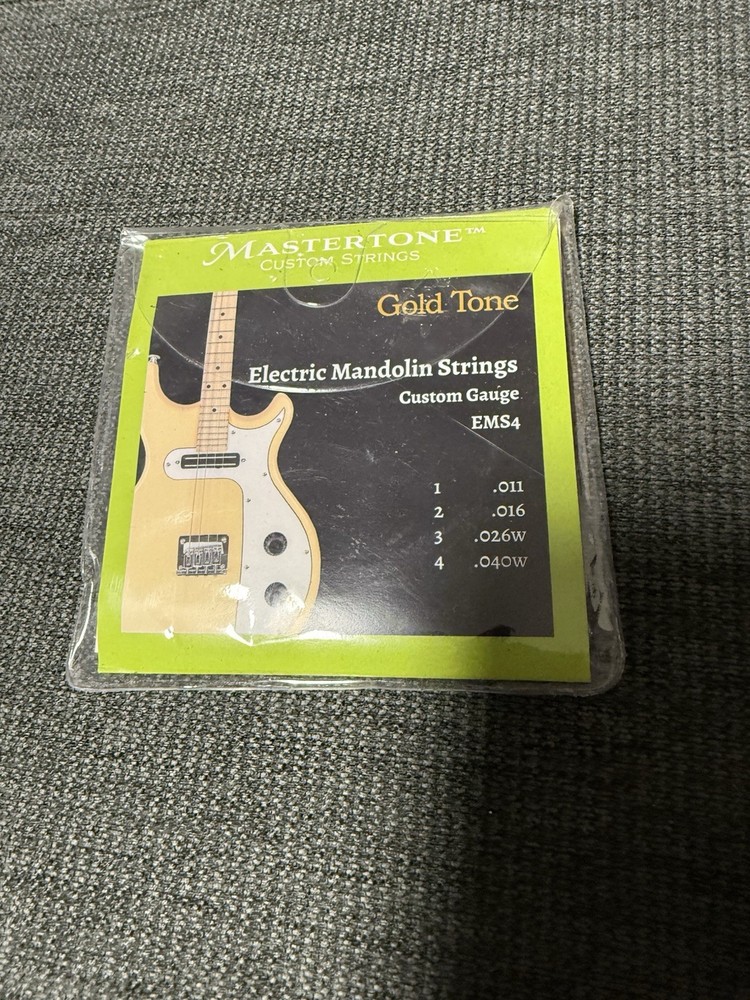 MASTERTONE™
CUSTOM STRINGS
Gold Tone
Electric Mandolin Strings
Custom Gauge
EMS4
1 .011
2 .016
3 .026W
4 .040W